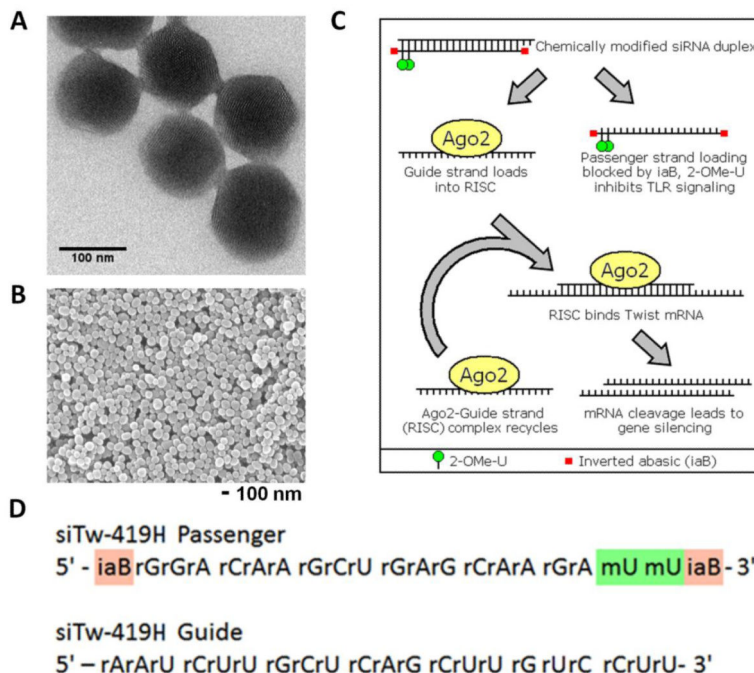 A
100 nm
B
- 100 nm
C
Chemically modified siRNA duplex
Ago2
Guide strand loads
into RISC
Passenger strand loading
blocked by iaB, 2-OMe-U
inhibits TLR signaling
Ago2
RISC binds Twist mRNA
Ago2
Ago2-Guide strand
(RISC) complex recycles
mRNA cleavage leads to
gene silencing
2-OMe-U
Inverted abasic (iaB)
D
siTw-419H Passenger
5' - iaB rGrGrA rCrArA rGrCrU rGrArG rCrArA rGrA mU mU iaB - 3'
siTw-419H Guide
5' – rArArU rCrUrU rGrCrU rCrArG rCrUrU rG rUrC rCrUrU- 3'